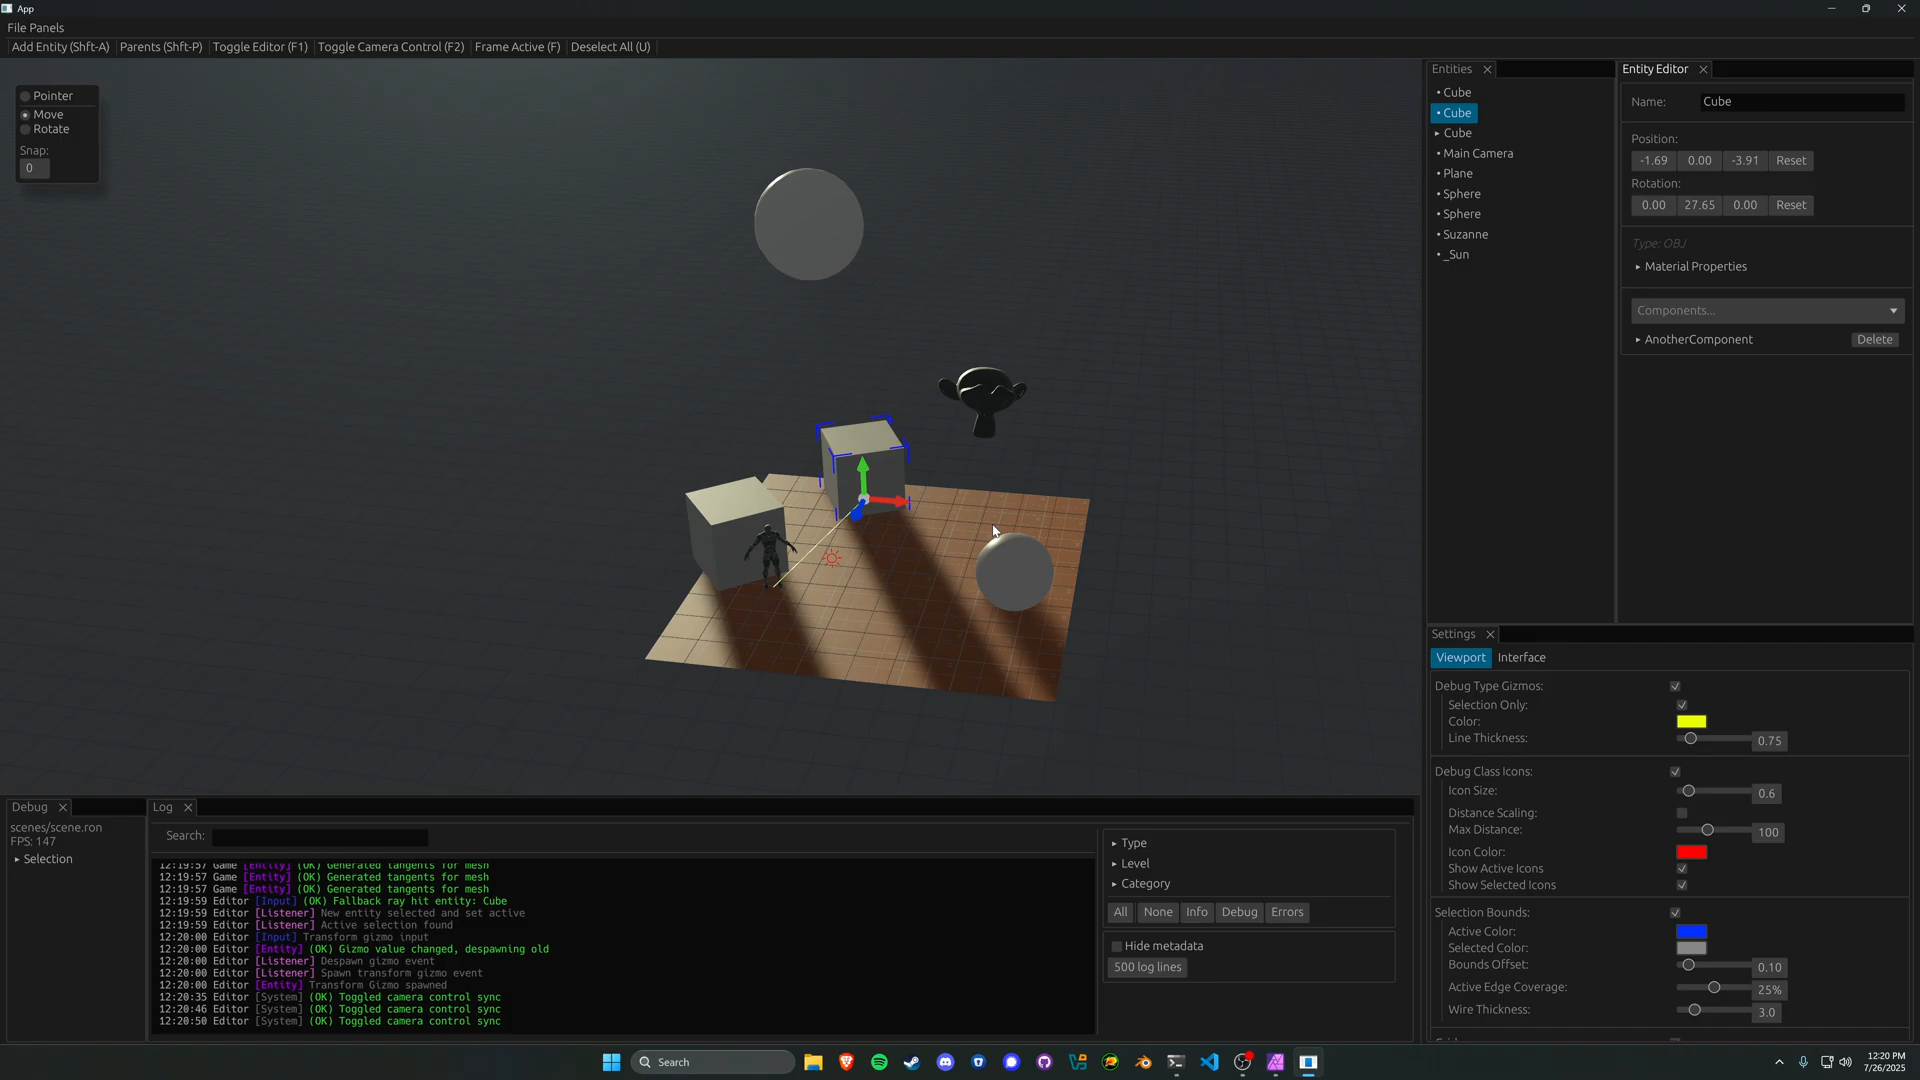 App
File Panels
Add Entity (Shft-A) Parents (Shft-P) Toggle Editor (F1) Toggle Camera Control (F2) Frame Active (F) Deselect All (U)
Pointer
Move
Rotate
Snap:
0
Entities
Cube
Cube
Cube
Main Camera
Plane
Sphere
Sphere
Suzanne
_Sun
Entity Editor
Name: Cube
Position:
-1.69 0.00 -3.91 Reset
Rotation:
0.00 27.65 0.00 Reset
Type: OBJ
Material Properties
Components...
AnotherComponent Delete
Settings
Viewport Interface
Debug Type Gizmos:
Selection Only:
Color:
Line Thickness: 0.75
Debug Class Icons:
Icon Size: 0.6
Distance Scaling:
Max Distance: 100
Icon Color:
Show Active Icons
Show Selected Icons
Selection Bounds:
Active Color:
Selected Color:
Bounds Offset: 0.10
Active Edge Coverage: 25%
Wire Thickness: 3.0
Debug
scenes/scene.ron
FPS: 147
Selection
Log
Search:
12:19:57 Game [Entity] (OK) Generated tangents for mesh
12:19:57 Game [Entity] (OK) Generated tangents for mesh
12:19:57 Game [Entity] (OK) Generated tangents for mesh
12:19:59 Editor [Input] (OK) Fallback ray hit entity: Cube
12:19:59 Editor [Listener] New entity selected and set active
12:19:59 Editor [Listener] Active selection found
12:20:00 Editor [Input] Transform gizmo input
12:20:00 Editor [Entity] (OK) Gizmo value changed, despawning old
12:20:00 Editor [Listener] Despawn gizmo event
12:20:00 Editor [Listener] Spawn transform gizmo event
12:20:00 Editor [Entity] Transform Gizmo spawned
12:20:35 Editor [System] (OK) Toggled camera control sync
12:20:46 Editor [System] (OK) Toggled camera control sync
12:20:50 Editor [System] (OK) Toggled camera control sync
Type
Level
Category
All None Info Debug Errors
Hide metadata
500 log lines
Search
12:20 PM
7/26/2025